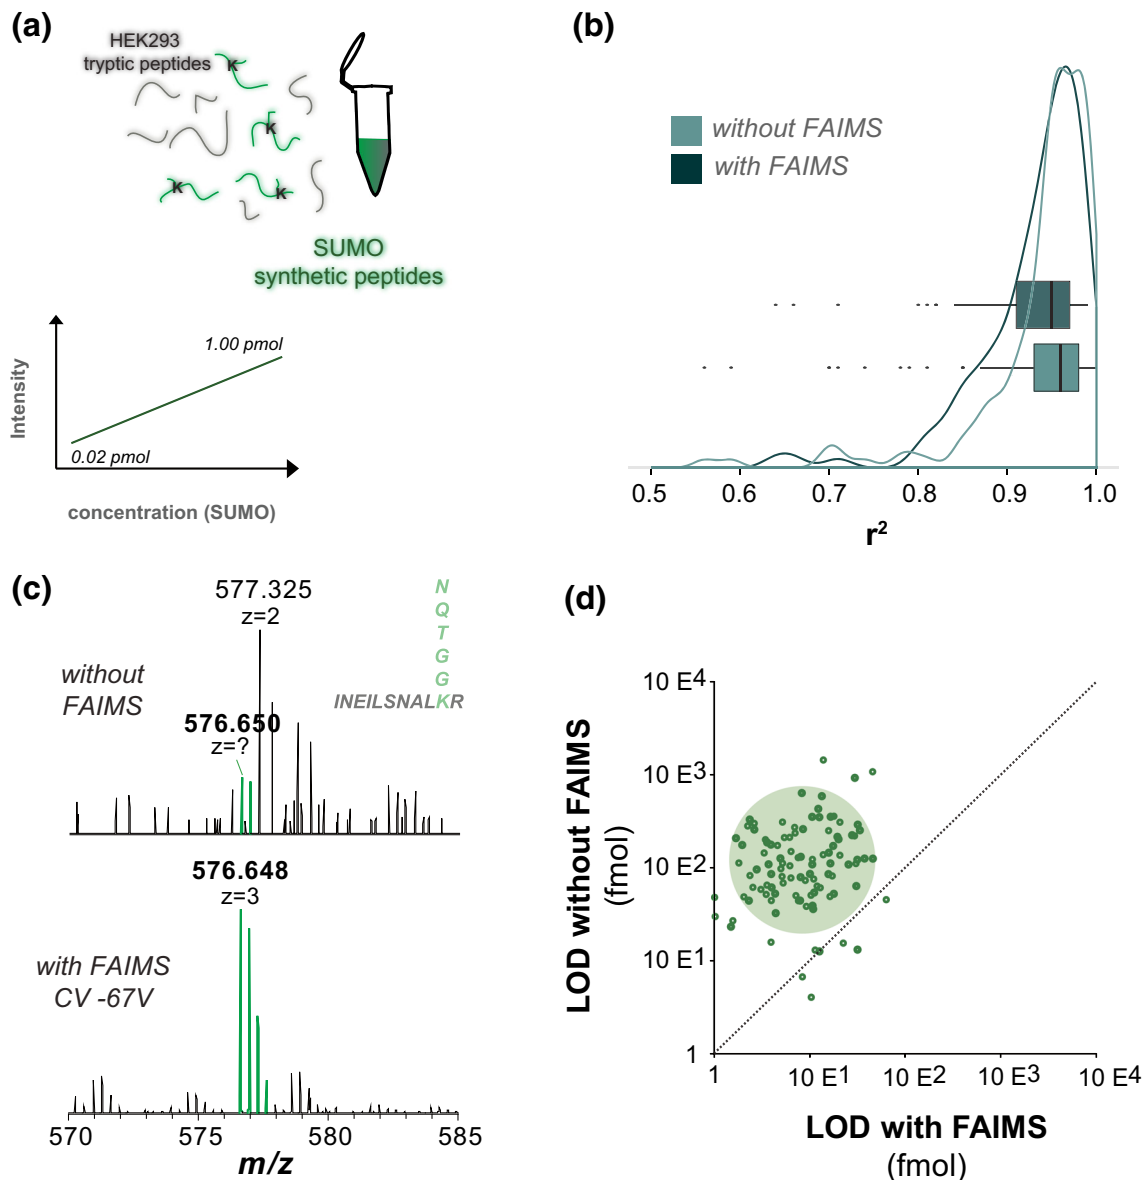 (a)
HEK293
tryptic peptides
K
K
K
K
SUMO
synthetic peptides
Intensity
1.00 pmol
0.02 pmol
concentration (SUMO)
(b)
without FAIMS
with FAIMS
0.5 0.6 0.7 0.8 0.9 1.0
r²
(c)
577.325
z=2
without
FAIMS
576.650
z=?
N
Q
T
G
G
INEILSNALKR
576.648
z=3
with FAIMS
CV -67V
570 575 580 585
m/z
(d)
LOD without FAIMS
(fmol)
10 E4
10 E3
10 E2
10 E1
1
1 10 E1 10 E2 10 E3 10 E4
LOD with FAIMS
(fmol)